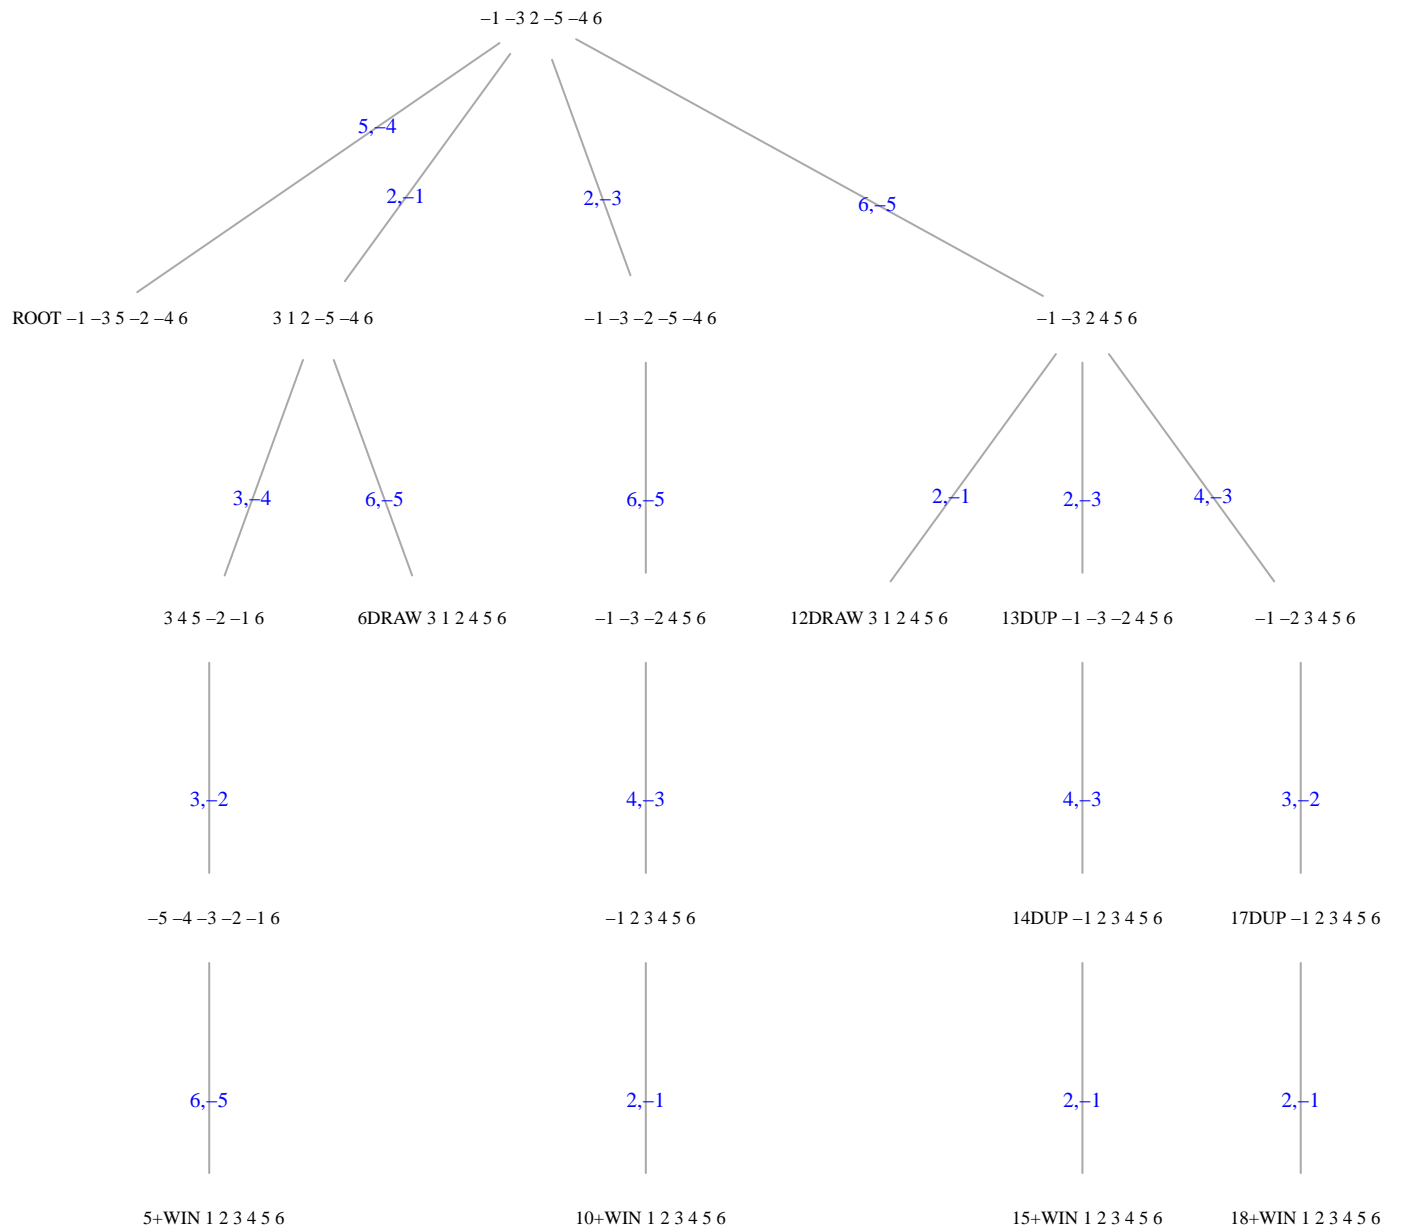 –1 –3 2 –5 –4 6
5,–4
2,–1
2,–3
6,–5
ROOT –1 –3 5 –2 –4 6
3 1 2 –5 –4 6
–1 –3 –2 –5 –4 6
–1 –3 2 4 5 6
3,–4
6,–5
6,–5
2,–1
2,–3
4,–3
3 4 5 –2 –1 6
6DRAW 3 1 2 4 5 6
–1 –3 –2 4 5 6
12DRAW 3 1 2 4 5 6
13DUP –1 –3 –2 4 5 6
–1 –2 3 4 5 6
3,–2
4,–3
4,–3
3,–2
–5 –4 –3 –2 –1 6
–1 2 3 4 5 6
14DUP –1 2 3 4 5 6
17DUP –1 2 3 4 5 6
6,–5
2,–1
2,–1
2,–1
5+WIN 1 2 3 4 5 6
10+WIN 1 2 3 4 5 6
15+WIN 1 2 3 4 5 6
18+WIN 1 2 3 4 5 6